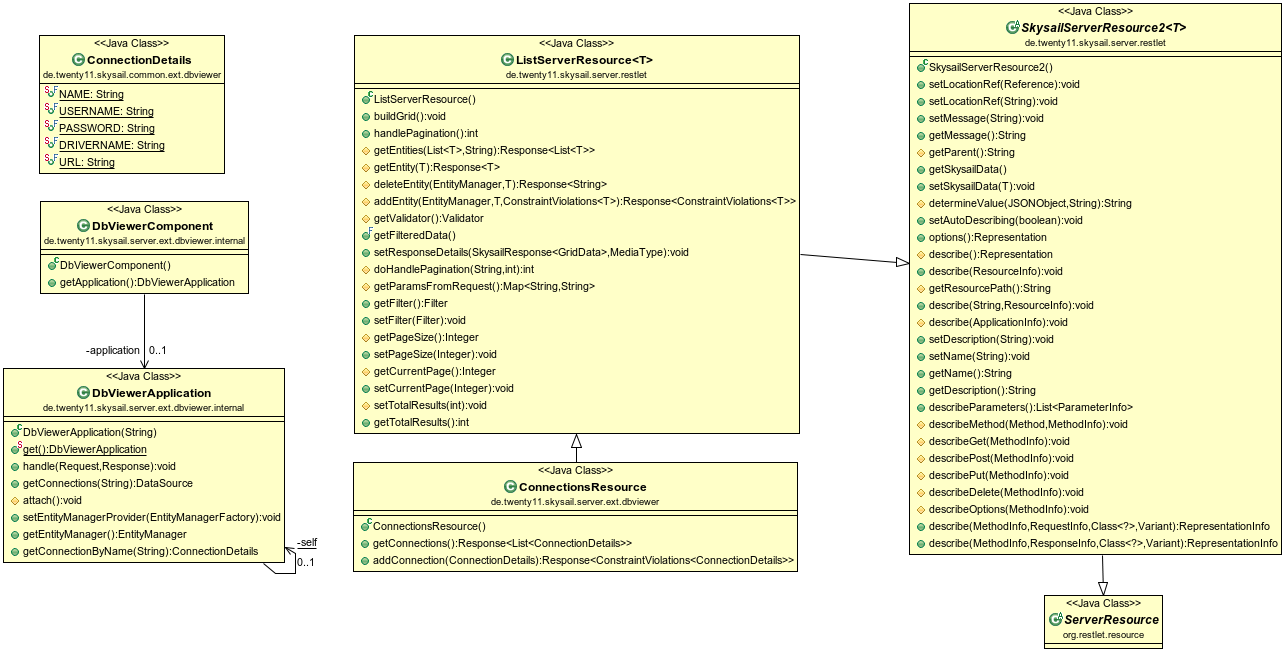 <<Java Class>>
ConnectionDetails
de.twenty11.skysail.common.ext.dbviewer
NAME: String
USERNAME: String
PASSWORD: String
DRIVERNAME: String
URL: String
<<Java Class>>
DbViewerComponent
de.twenty11.skysail.server.ext.dbviewer.internal
DbViewerComponent()
getApplication():DbViewerApplication
-application 0..1
<<Java Class>>
DbViewerApplication
de.twenty11.skysail.server.ext.dbviewer.internal
DbViewerApplication(String)
get():DbViewerApplication
handle(Request,Response):void
getConnections(String):DataSource
attach():void
setEntityManagerProvider(EntityManagerFactory):void
getEntityManager():EntityManager
getConnectionByName(String):ConnectionDetails
-self
0..1
<<Java Class>>
ListServerResource<T>
de.twenty11.skysail.server.restlet
ListServerResource()
buildGrid():void
handlePagination():int
getEntities(List<T>,String):Response<List<T>>
getEntity(T):Response<T>
deleteEntity(EntityManager,T):Response<String>
addEntity(EntityManager,T,ConstraintViolations<T>):Response<ConstraintViolations<T>>
getValidator():Validator
getFilteredData()
setResponseDetails(SkysailResponse<GridData>,MediaType):void
doHandlePagination(String,int):int
getParamsFromRequest():Map<String,String>
getFilter():Filter
setFilter(Filter):void
getPageSize():Integer
setPageSize(Integer):void
getCurrentPage():Integer
setCurrentPage(Integer):void
setTotalResults(int):void
getTotalResults():int
<<Java Class>>
ConnectionsResource
de.twenty11.skysail.server.ext.dbviewer
ConnectionsResource()
getConnections():Response<List<ConnectionDetails>>
addConnection(ConnectionDetails):Response<ConstraintViolations<ConnectionDetails>>
<<Java Class>>
SkysailServerResource2<T>
de.twenty11.skysail.server.restlet
SkysailServerResource2()
setLocationRef(Reference):void
setLocationRef(String):void
setMessage(String):void
getMessage():String
getParent():String
getSkysailData()
setSkysailData(T):void
determineValue(JSONObject,String):String
setAutoDescribing(boolean):void
options():Representation
describe():Representation
describe(ResourceInfo):void
getResourcePath():String
describe(String,ResourceInfo):void
describe(ApplicationInfo):void
setDescription(String):void
setName(String):void
getName():String
getDescription():String
describeParameters():List<ParameterInfo>
describeMethod(Method,MethodInfo):void
describeGet(MethodInfo):void
describePost(MethodInfo):void
describePut(MethodInfo):void
describeDelete(MethodInfo):void
describeOptions(MethodInfo):void
describe(MethodInfo,RequestInfo,Class<?>,Variant):RepresentationInfo
describe(MethodInfo,ResponseInfo,Class<?>,Variant):RepresentationInfo
<<Java Class>>
ServerResource
org.restlet.resource